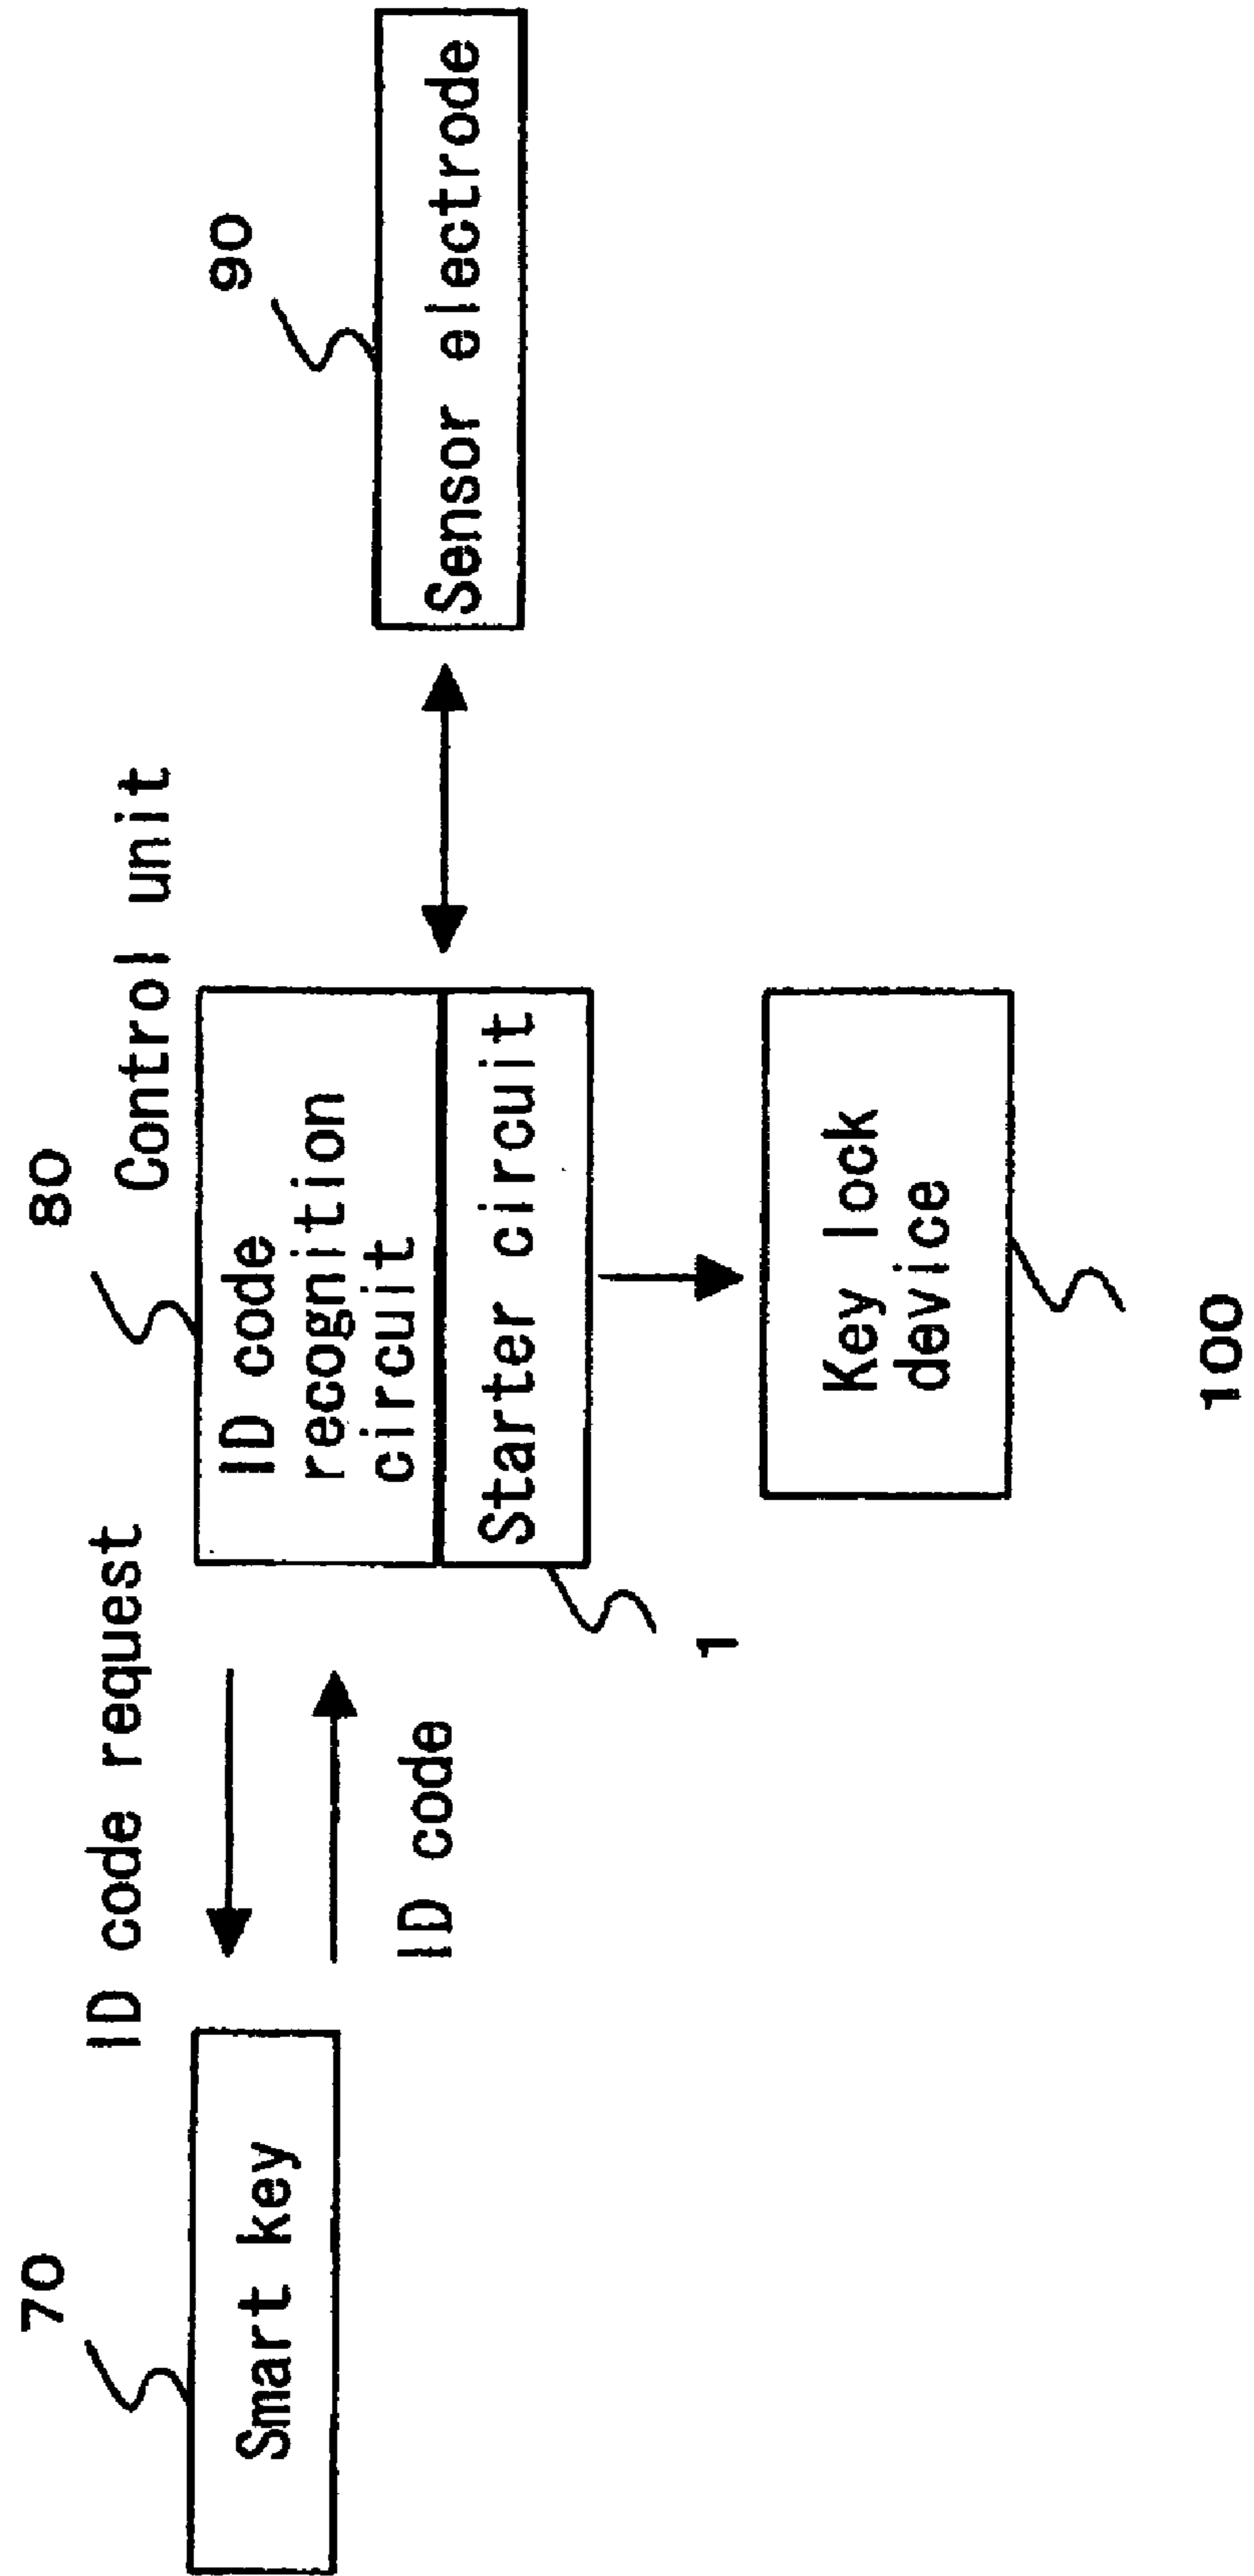 70
Smart key
ID code request
ID code
80
Control unit
ID code
recognition
circuit
Starter circuit
1
Key lock
device
100
90
Sensor electrode